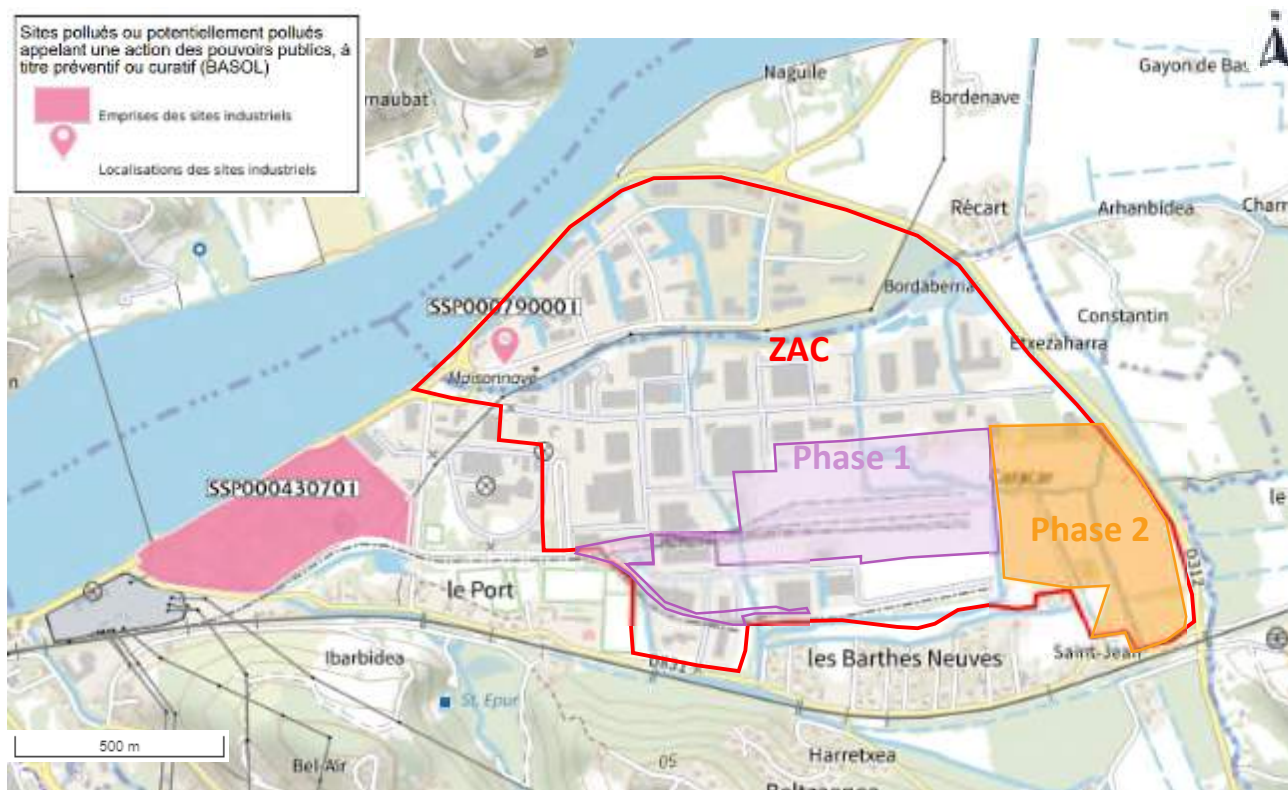 Sites pollués ou potentiellement pollués
appelant une action des pouvoirs publics, à
titre préventif ou curatif (BASOL)
Emprises des sites industriels
Localisations des sites industriels
Naguile
Gayon de Bas
Bordenave
Récart
Arhanbidea
Bordaberria
SSP000790001
Constantin
ZAC
Etxezaharra
Maisonnave
Phase 1
SSP000430701
le
Phase 2
D312
le Port
Ibarbidea
les Barthes Neuves
Saint-Jean
St. Epur
500 m
Bel-Air
Harretxea
05